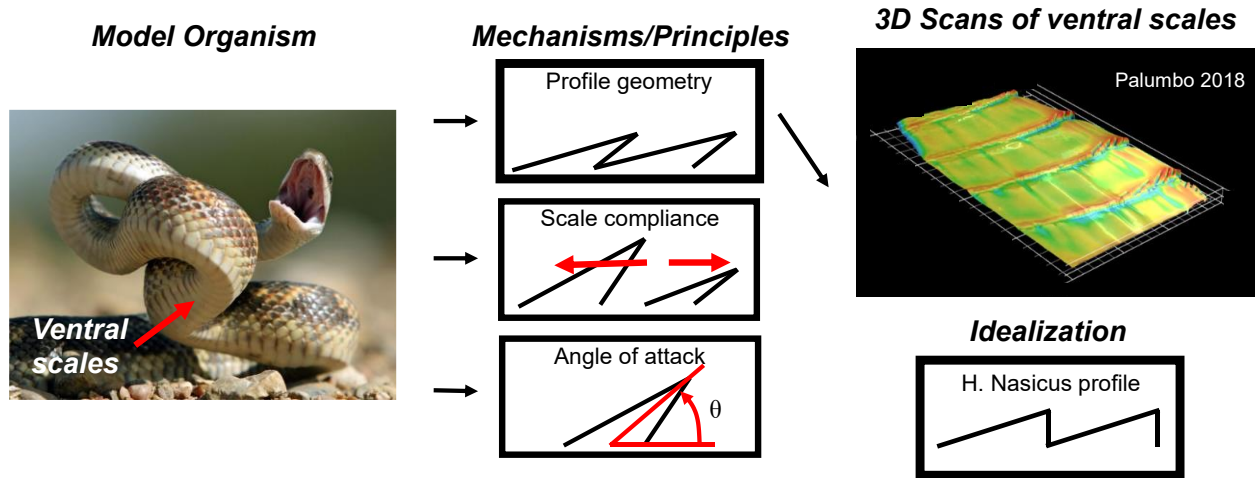 Model Organism
Ventral
scales
Mechanisms/Principles
Profile geometry
Scale compliance
Angle of attack
θ
3D Scans of ventral scales
Palumbo 2018
Idealization
H. Nasicus profile